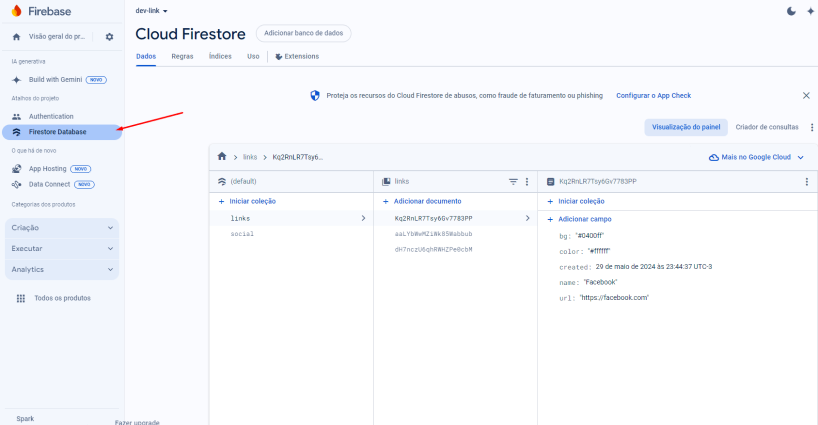 Firebase
Visão geral do pr...
IA generativa
Build with Gemini NOVO
Atalhos do projeto
Authentication
Firestore Database
O que há de novo
App Hosting NOVO
Data Connect NOVO
Categorias dos produtos
Criação
Executar
Analytics
Todos os produtos
Spark
Fazer upgrade
dev-link
Cloud Firestore
Adicionar banco de dados
Dados Regras Índices Uso Extensions
Proteja os recursos do Cloud Firestore de abusos, como fraude de faturamento ou phishing Configurar o App Check
Visualização do painel Criador de consultas
links Kq2RnLR7Tsy6...
Mais no Google Cloud
(default)
+ Iniciar coleção
links
social
links
+ Adicionar documento
Kq2RnLR7Tsy6Gv7783PP
aaLYbWwMZiWk85Wabbub
dH7nczU6qhRWHZPe0cbM
Kq2RnLR7Tsy6Gv7783PP
+ Iniciar coleção
+ Adicionar campo
bg: "#0400ff"
color: "#ffffff"
created: 29 de maio de 2024 às 23:44:37 UTC-3
name: "Facebook"
url: "https://facebook.com"